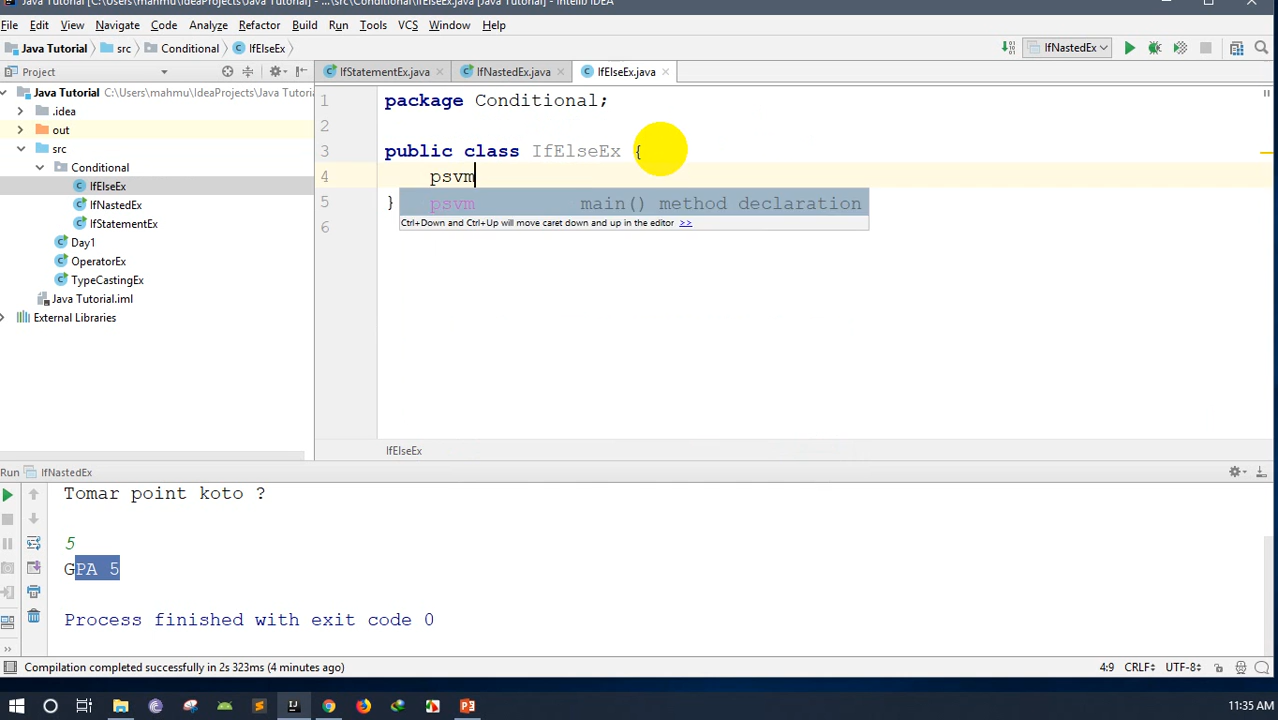 Java Tutorial [C:\Users\mahmu\IdeaProjects\Java Tutorial] - ...\src\Conditional\IfElseEx.java [Java Tutorial] - IntelliJ IDEA
File Edit View Navigate Code Analyze Refactor Build Run Tools VCS Window Help
Java Tutorial src Conditional IfElseEx IfNastedEx
Project IfStatementEx.java IfNastedEx.java IfElseEx.java
Java Tutorial C:\Users\mahmu\IdeaProjects\Java Tutoria
.idea
out
src
Conditional
IfElseEx
IfNastedEx
IfStatementEx
Day1
OperatorEx
TypeCastingEx
Java Tutorial.iml
External Libraries
1 package Conditional;
2
3 public class IfElseEx {
4 psvm
5 }
6
psvm main() method declaration
Ctrl+Down and Ctrl+Up will move caret down and up in the editor >>
IfElseEx
Run IfNastedEx
Tomar point koto ?
5
GPA 5
Process finished with exit code 0
Compilation completed successfully in 2s 323ms (4 minutes ago) 4:9 CRLF÷ UTF-8÷
11:35 AM